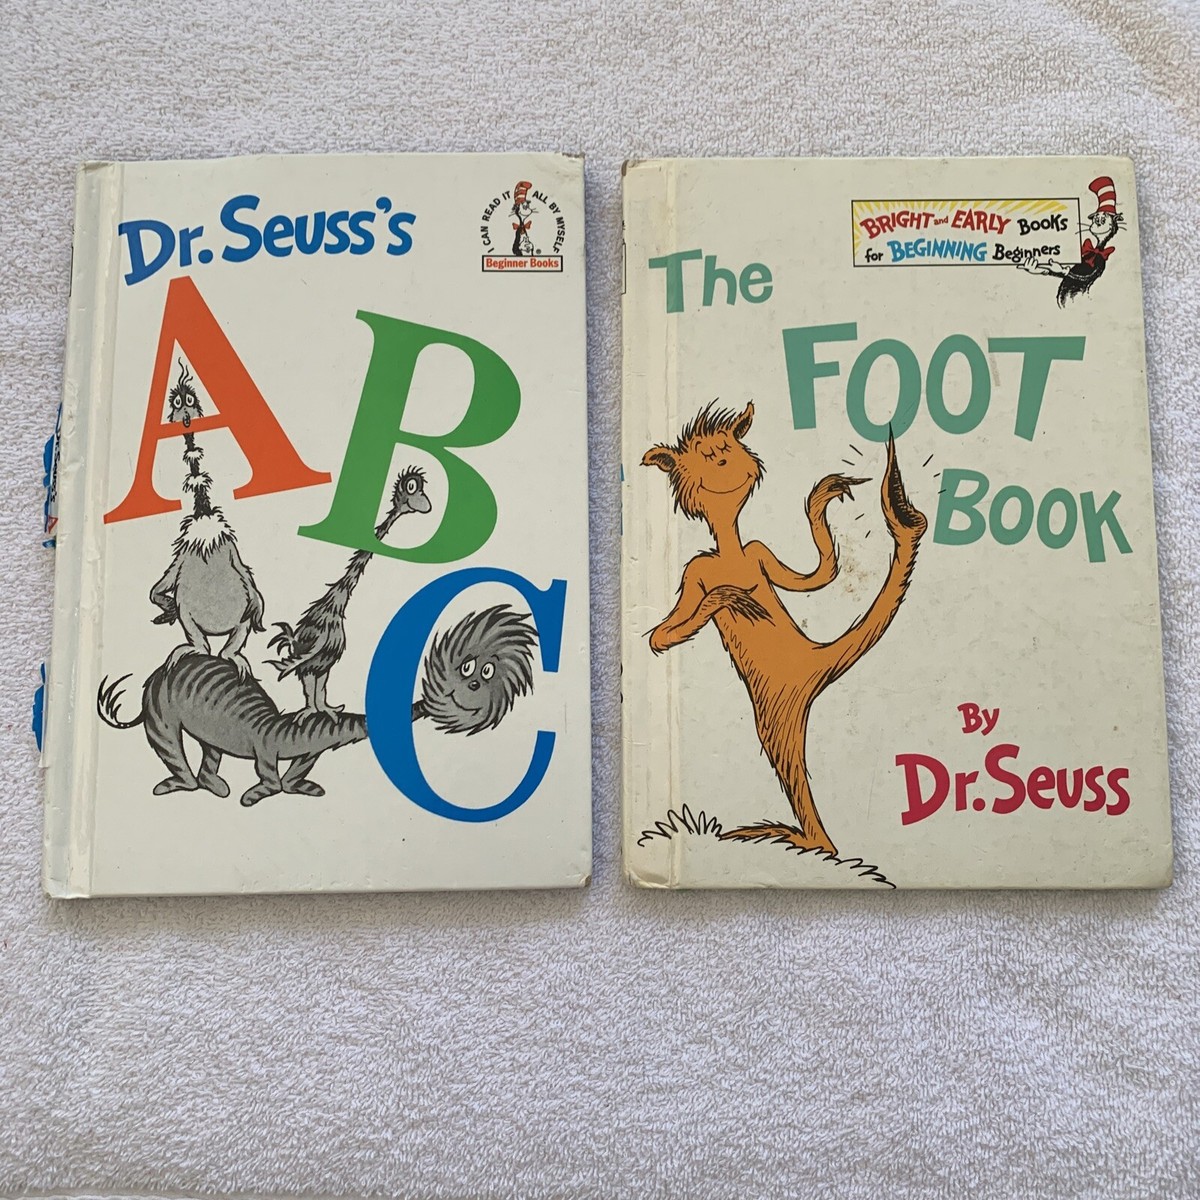 Dr. Seuss's
I CAN READ IT ALL BY MYSELF
Beginner Books
A
B
C
BRIGHT and EARLY BOOKS
for BEGINNING Beginners
The
FOOT
BOOK
By
Dr. Seuss